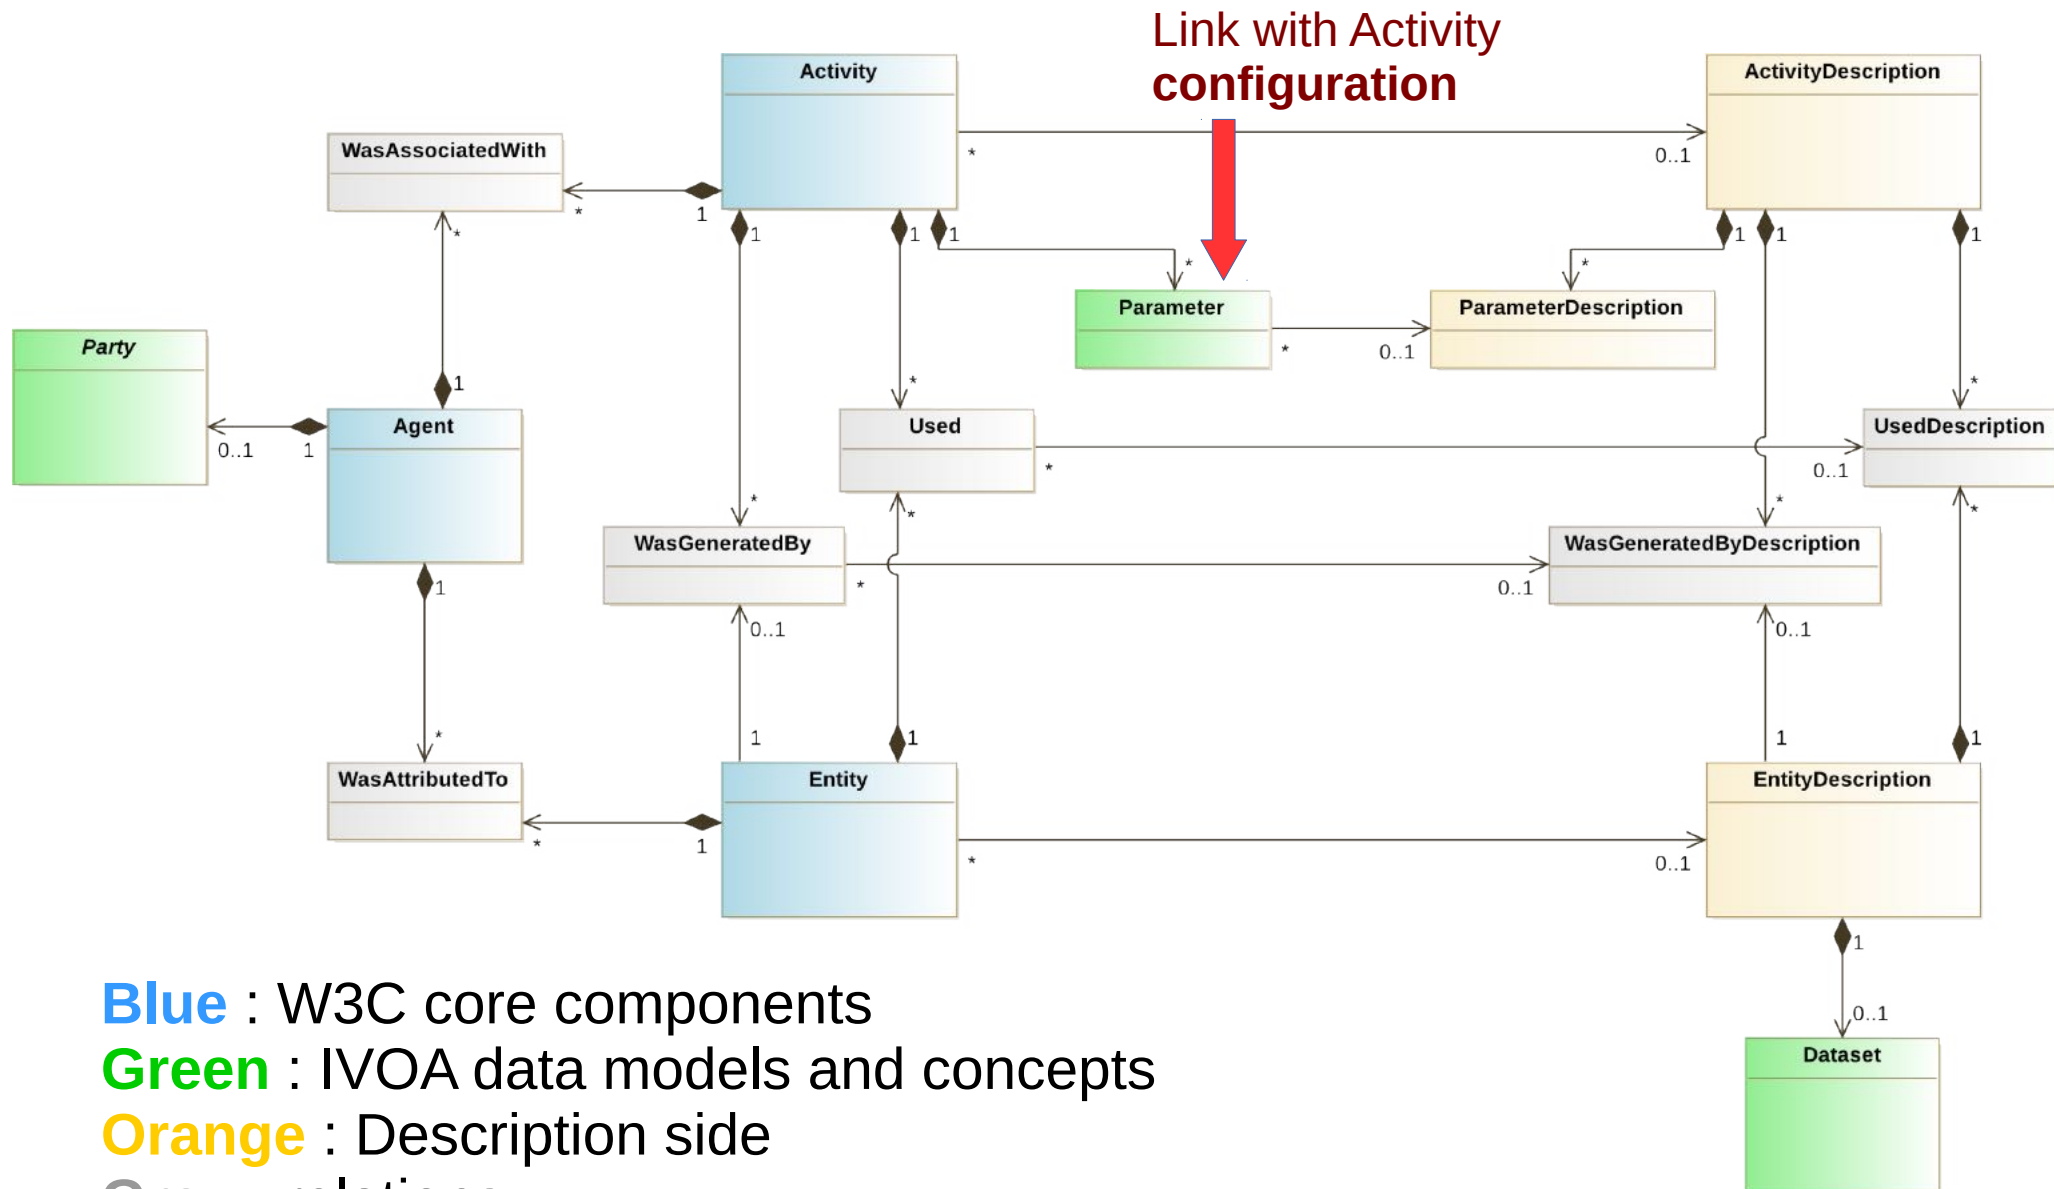 Link with Activity
configuration
Activity
ActivityDescription
WasAssociatedWith
* 0..1
* 1
1 1 1 1 1 1
* * *
Parameter
ParameterDescription
Party
* 0..1
1 * *
Agent
Used
UsedDescription
0..1 1
* 0..1
* * * *
WasGeneratedBy
WasGeneratedByDescription
1
* 0..1
0..1 0..1
* 1 1 1 1
WasAttributedTo
Entity
EntityDescription
* 1
* 0..1
1
Blue : W3C core components
0..1
Green : IVOA data models and concepts
Dataset
Orange : Description side